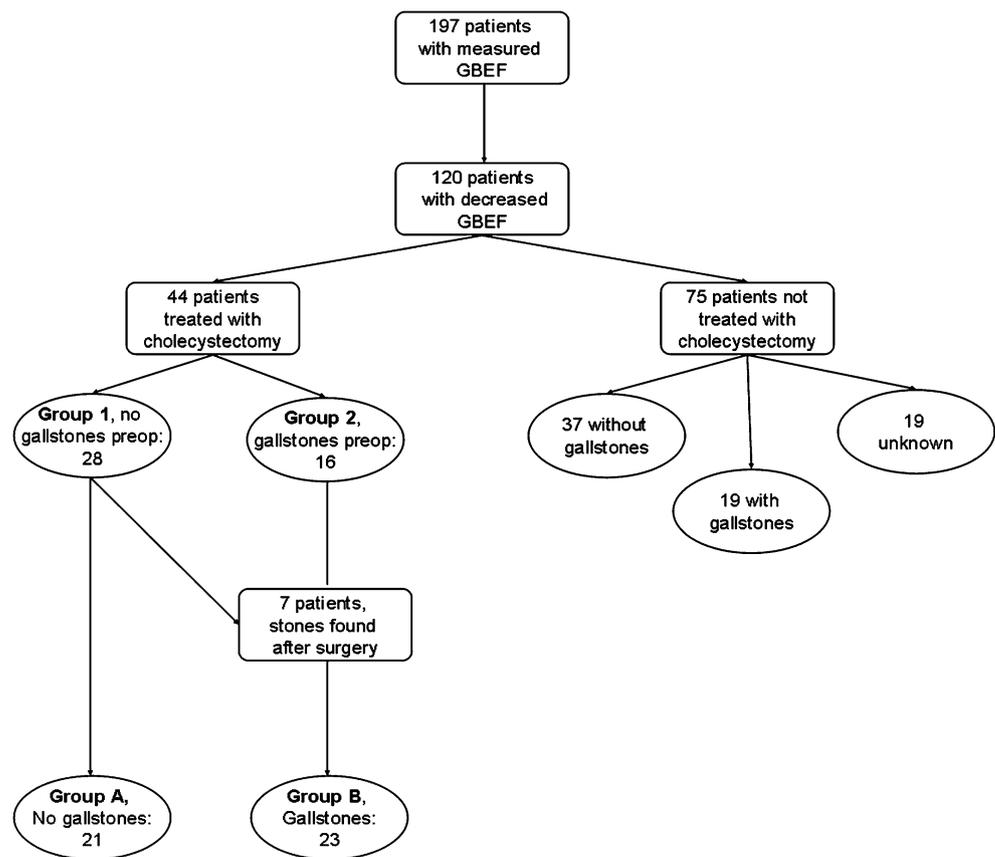 197 patients
with measured
GBEF
120 patients
with decreased
GBEF
44 patients
treated with
cholecystectomy
75 patients not
treated with
cholecystectomy
Group 1, no
gallstones preop:
28
Group 2,
gallstones preop:
16
37 without
gallstones
19 with
gallstones
19
unknown
7 patients,
stones found
after surgery
Group A,
No gallstones:
21
Group B,
Gallstones:
23